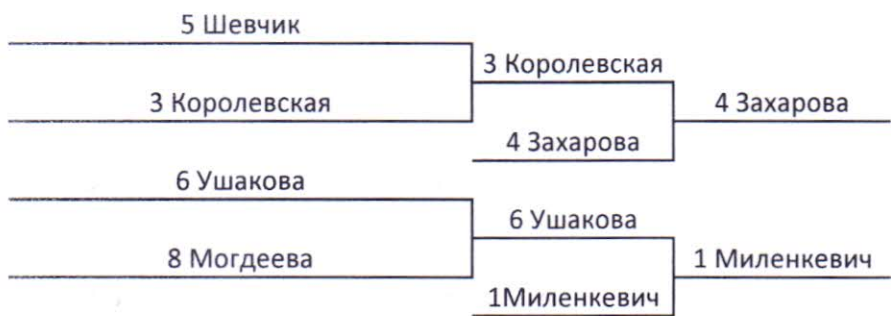 5 Шевчик
3 Королевская
3 Королевская
4 Захарова
4 Захарова
6 Ушакова
6 Ушакова
8 Могдеева
1 Миленкевич
1Миленкевич